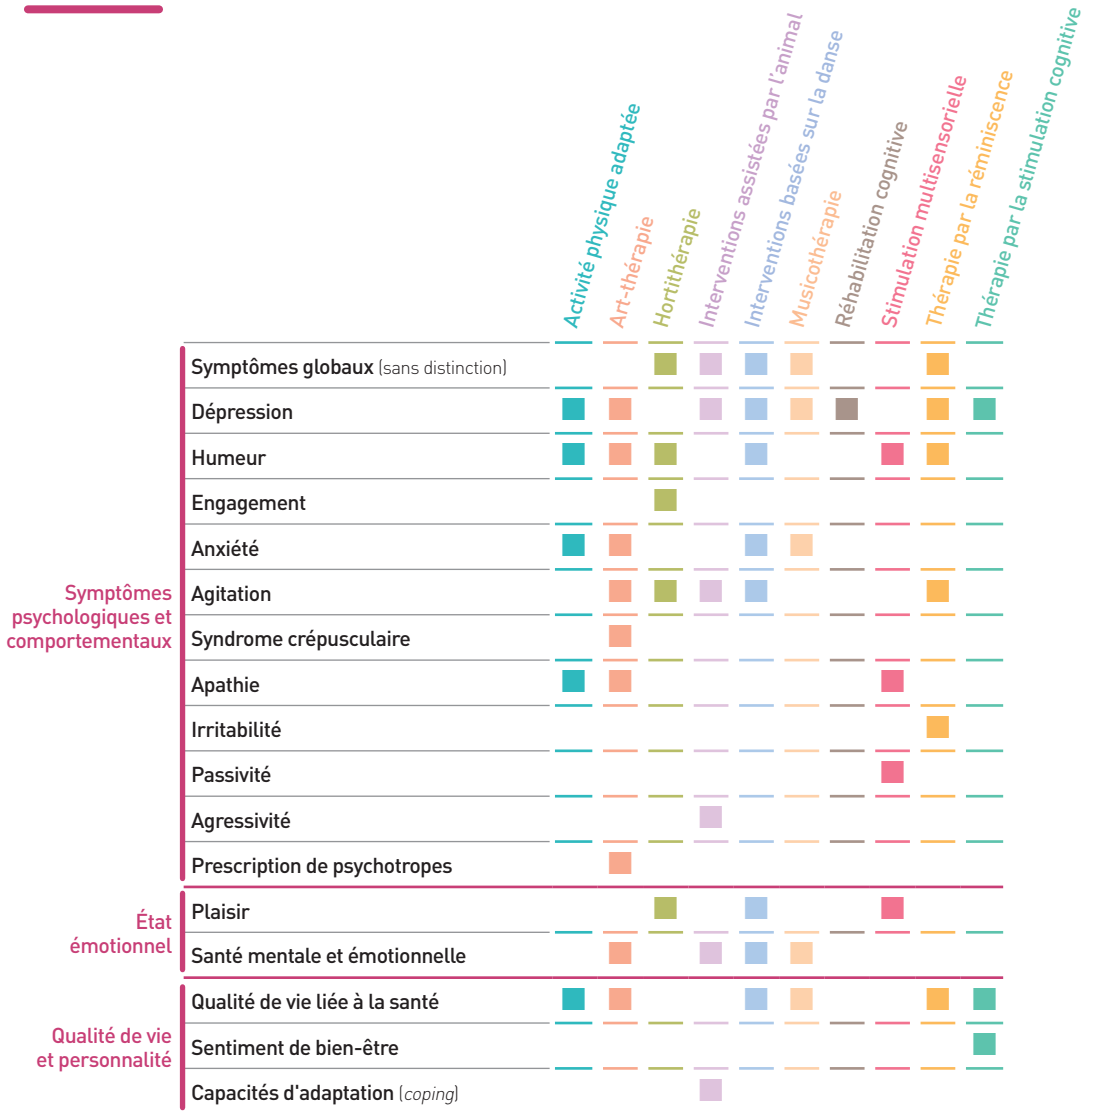 Activité physique adaptée
Art-thérapie
Hortithérapie
Interventions assistées par l'animal
Interventions basées sur la danse
Musicothérapie
Réhabilitation cognitive
Stimulation multisensorielle
Thérapie par la réminiscence
Thérapie par la stimulation cognitive
Symptômes
psychologiques et
comportementaux
Symptômes globaux (sans distinction)
Dépression
Humeur
Engagement
Anxiété
Agitation
Syndrome crépusculaire
Apathie
Irritabilité
Passivité
Agressivité
Prescription de psychotropes
État
émotionnel
Plaisir
Santé mentale et émotionnelle
Qualité de vie
et personnalité
Qualité de vie liée à la santé
Sentiment de bien-être
Capacités d'adaptation (coping)